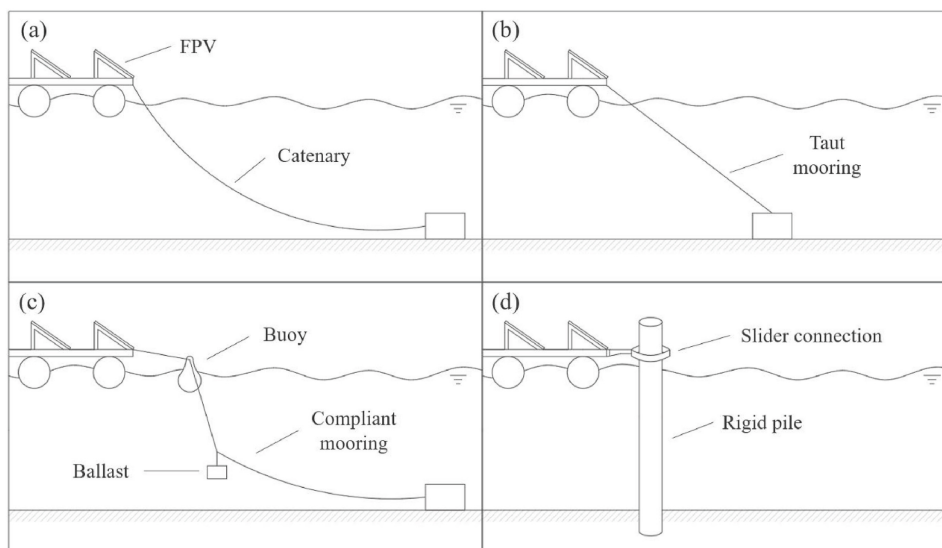 (a)
FPV
Catenary
(b)
Taut
mooring
(c)
Buoy
Compliant
mooring
Ballast
(d)
Slider connection
Rigid pile